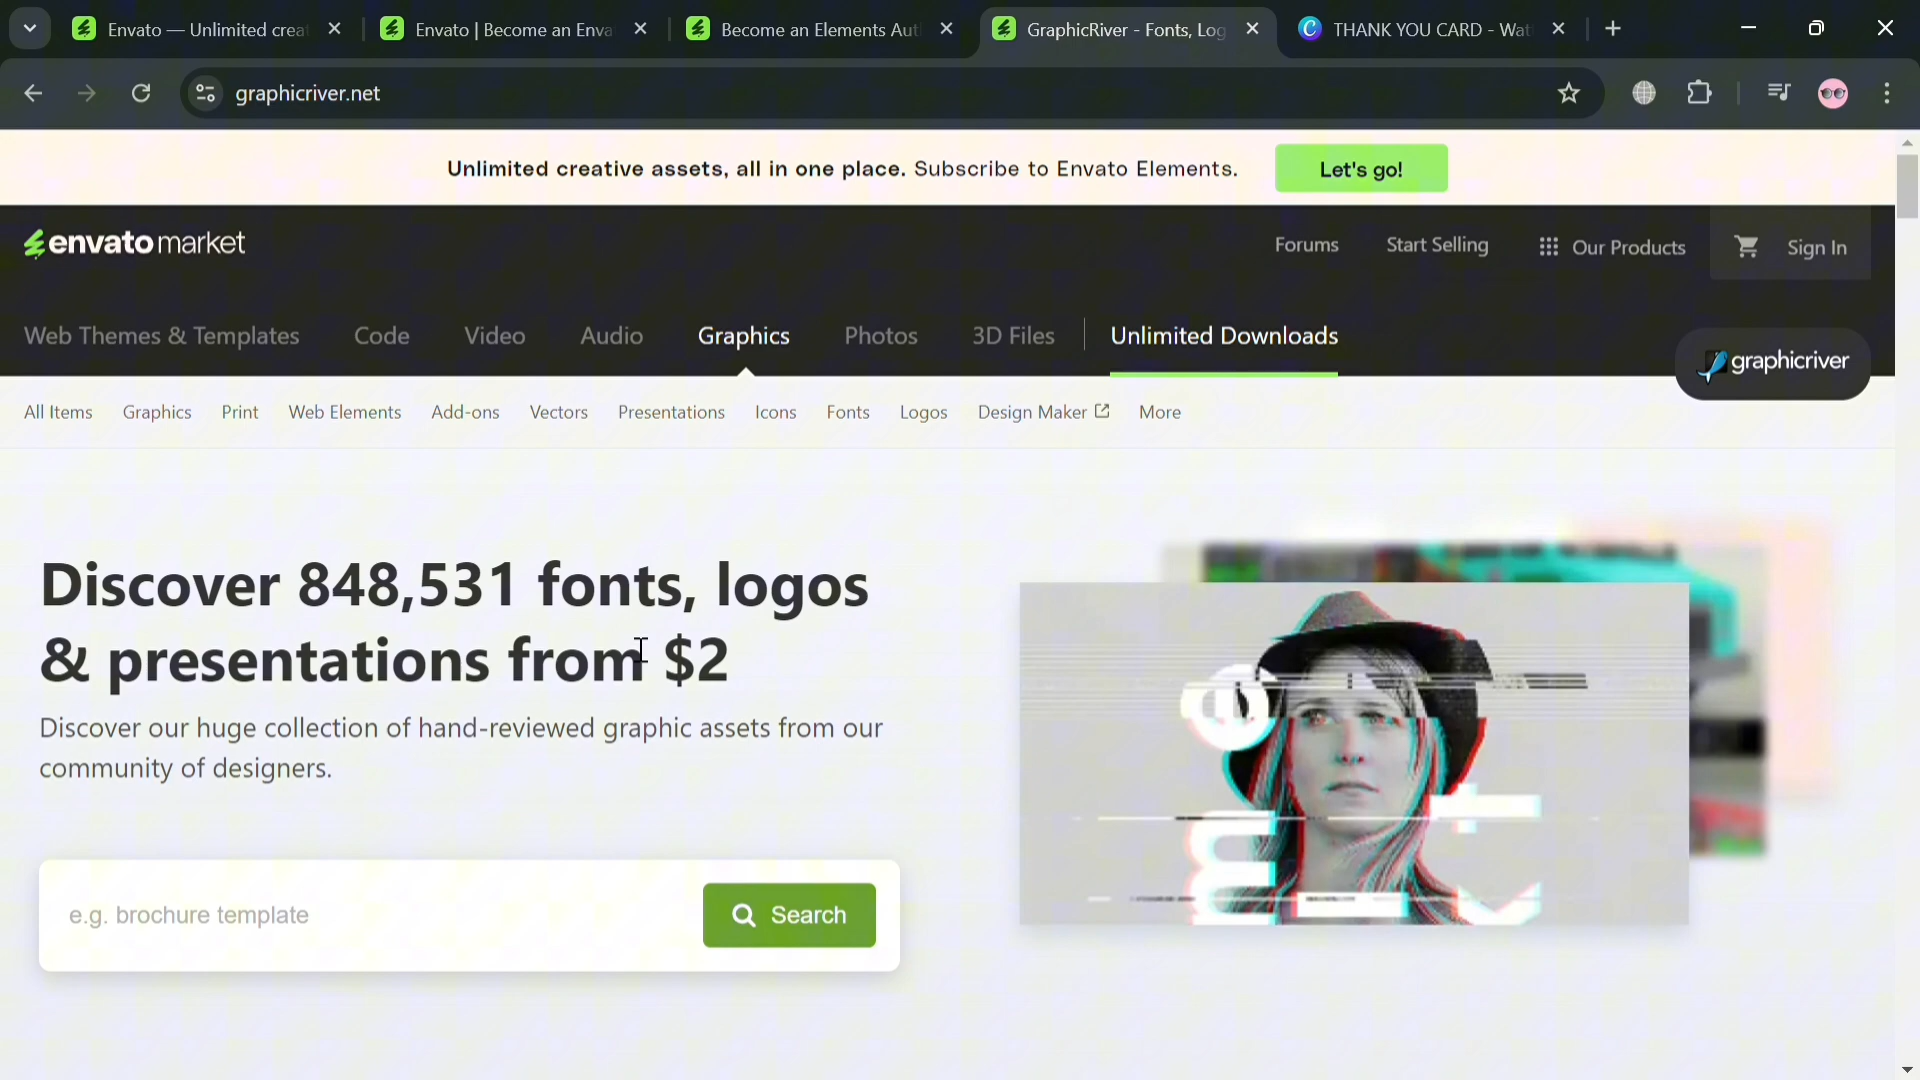 Envato — Unlimited crea
Envato | Become an Enva
Become an Elements Aut
GraphicRiver - Fonts, Log
THANK YOU CARD - Wat
graphicriver.net
Unlimited creative assets, all in one place. Subscribe to Envato Elements.
Let's go!
envato market
Forums
Start Selling
Our Products
Sign In
Web Themes & Templates
Code
Video
Audio
Graphics
Photos
3D Files
Unlimited Downloads
graphicriver
All Items
Graphics
Print
Web Elements
Add-ons
Vectors
Presentations
Icons
Fonts
Logos
Design Maker
More
Discover 848,531 fonts, logos
& presentations from $2
Discover our huge collection of hand-reviewed graphic assets from our
community of designers.
e.g. brochure template
Search